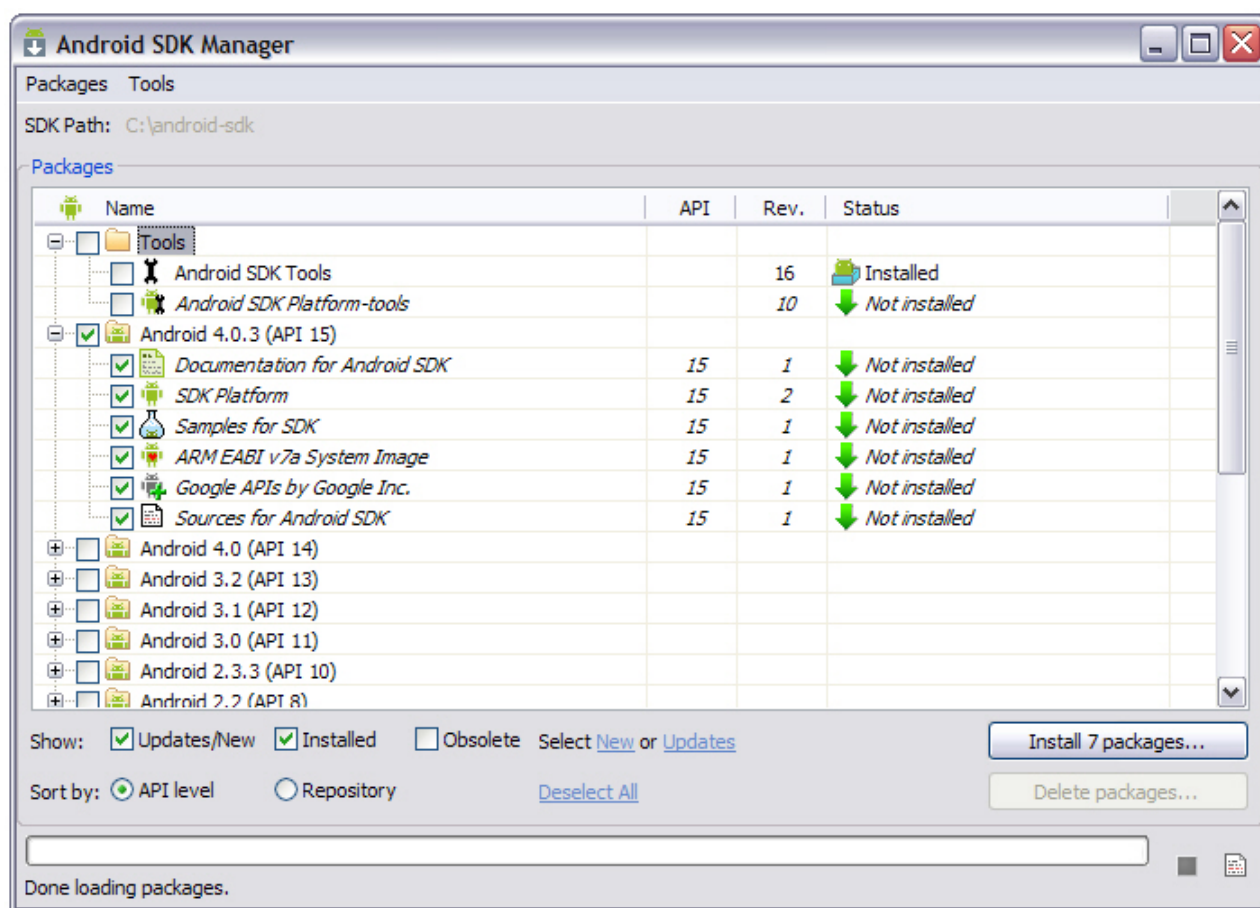 Android SDK Manager
Packages Tools
SDK Path: C:\android-sdk
Packages
Name API Rev. Status
Tools
Android SDK Tools 16 Installed
Android SDK Platform-tools 10 Not installed
Android 4.0.3 (API 15)
Documentation for Android SDK 15 1 Not installed
SDK Platform 15 2 Not installed
Samples for SDK 15 1 Not installed
ARM EABI v7a System Image 15 1 Not installed
Google APIs by Google Inc. 15 1 Not installed
Sources for Android SDK 15 1 Not installed
Android 4.0 (API 14)
Android 3.2 (API 13)
Android 3.1 (API 12)
Android 3.0 (API 11)
Android 2.3.3 (API 10)
Android 2.2 (API 8)
Show: Updates/New Installed Obsolete Select New or Updates Install 7 packages...
Sort by: API level Repository Deselect All Delete packages...
Done loading packages.